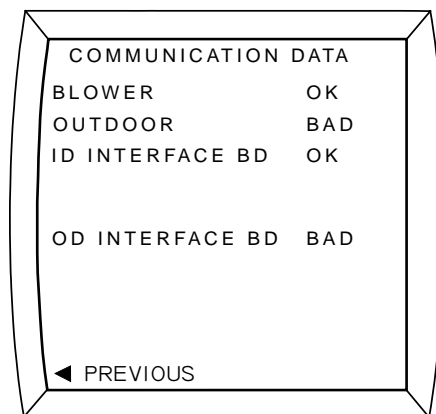 COMMUNICATION DATA
BLOWER OK
OUTDOOR BAD
ID INTERFACE BD OK
OD INTERFACE BD BAD
◄ PREVIOUS